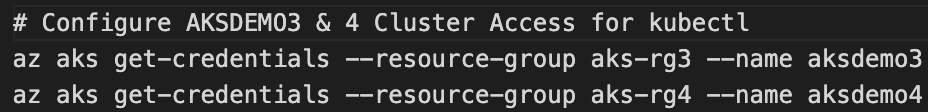 # Configure AKSDEMO3 & 4 Cluster Access for kubectl
az aks get-credentials --resource-group aks-rg3 --name aksdemo3
az aks get-credentials --resource-group aks-rg4 --name aksdemo4